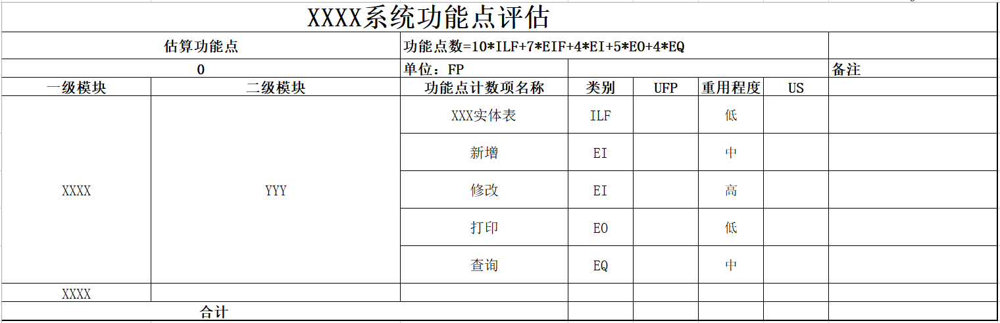 XXXX系统功能点评估
估算功能点 功能点数=10*ILF+7*EIF+4*EI+5*EO+4*EQ
0 单位：FP 备注
一级模块 二级模块 功能点计数项名称 类别 UFP 重用程度 US
XXX实体表 ILF 低
新增 EI 中
XXXX YYY 修改 EI 高
打印 EO 低
查询 EQ 中
XXXX
合计